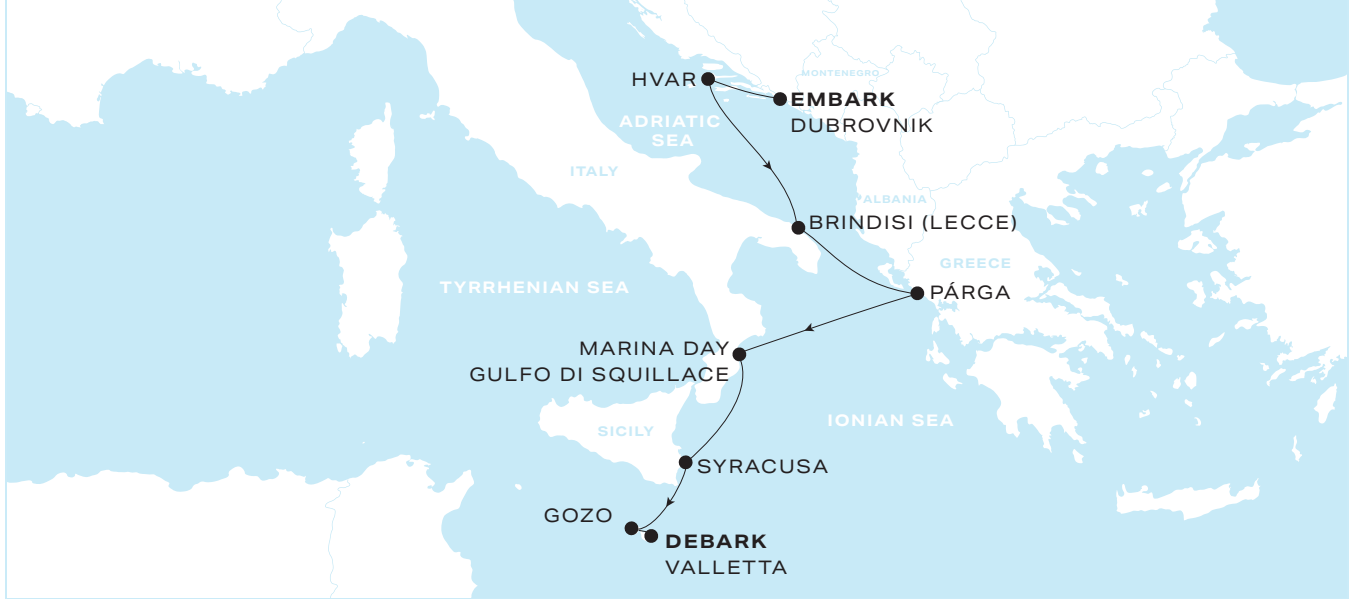 HVAR
MONTENEGRO
EMBARK
DUBROVNIK
ADRIATIC
SEA
ITALY
ALBANIA
BRINDISI (LECCE)
GREECE
TYRRHENIAN SEA
PÁRGA
MARINA DAY
GULFO DI SQUILLACE
IONIAN SEA
SICILY
SYRACUSA
GOZO
DEBARK
VALLETTA